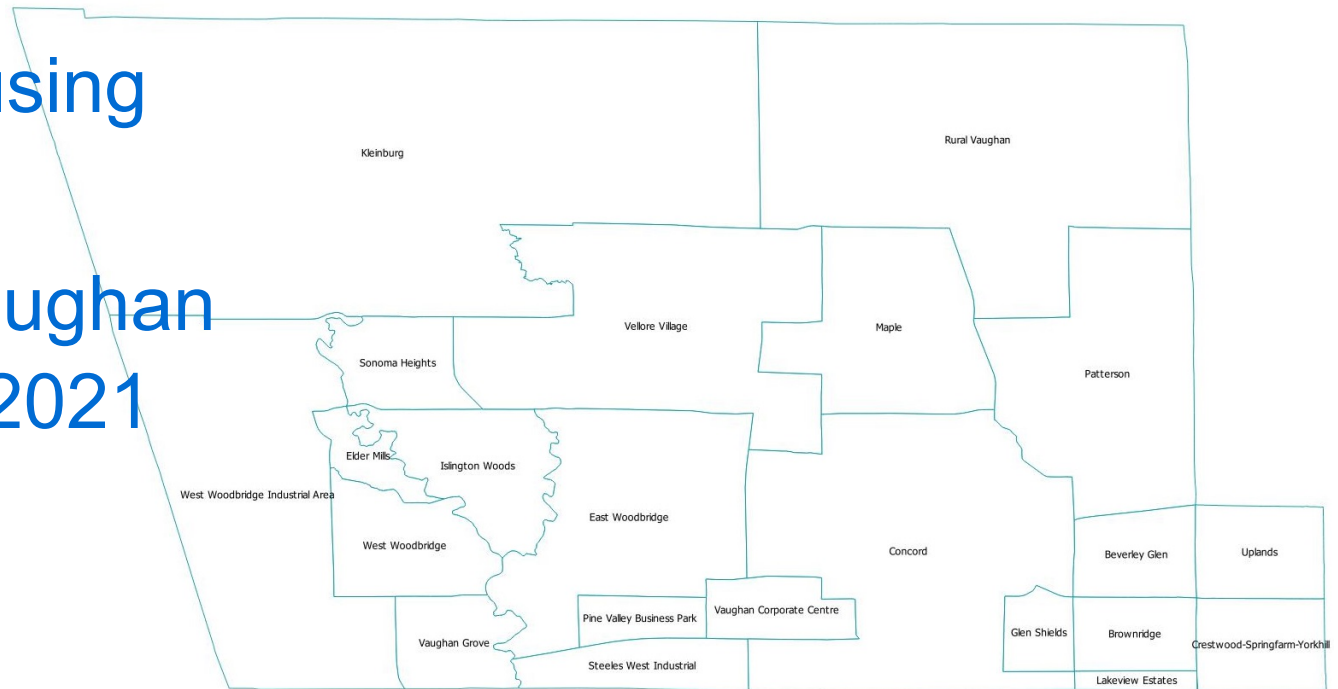 using
Kleinburg
Rural Vaughan
ughan
Vellore Village
Maple
Sonoma Heights
Patterson
2021
Elder Mills
Islington Woods
West Woodbridge Industrial Area
East Woodbridge
West Woodbridge
Concord
Beverley Glen
Uplands
Pine Valley Business Park
Vaughan Corporate Centre
Glen Shields
Brownridge
Vaughan Grove
Crestwood-Springfarm-Yorkhill
Steeles West Industrial
Lakeview Estates